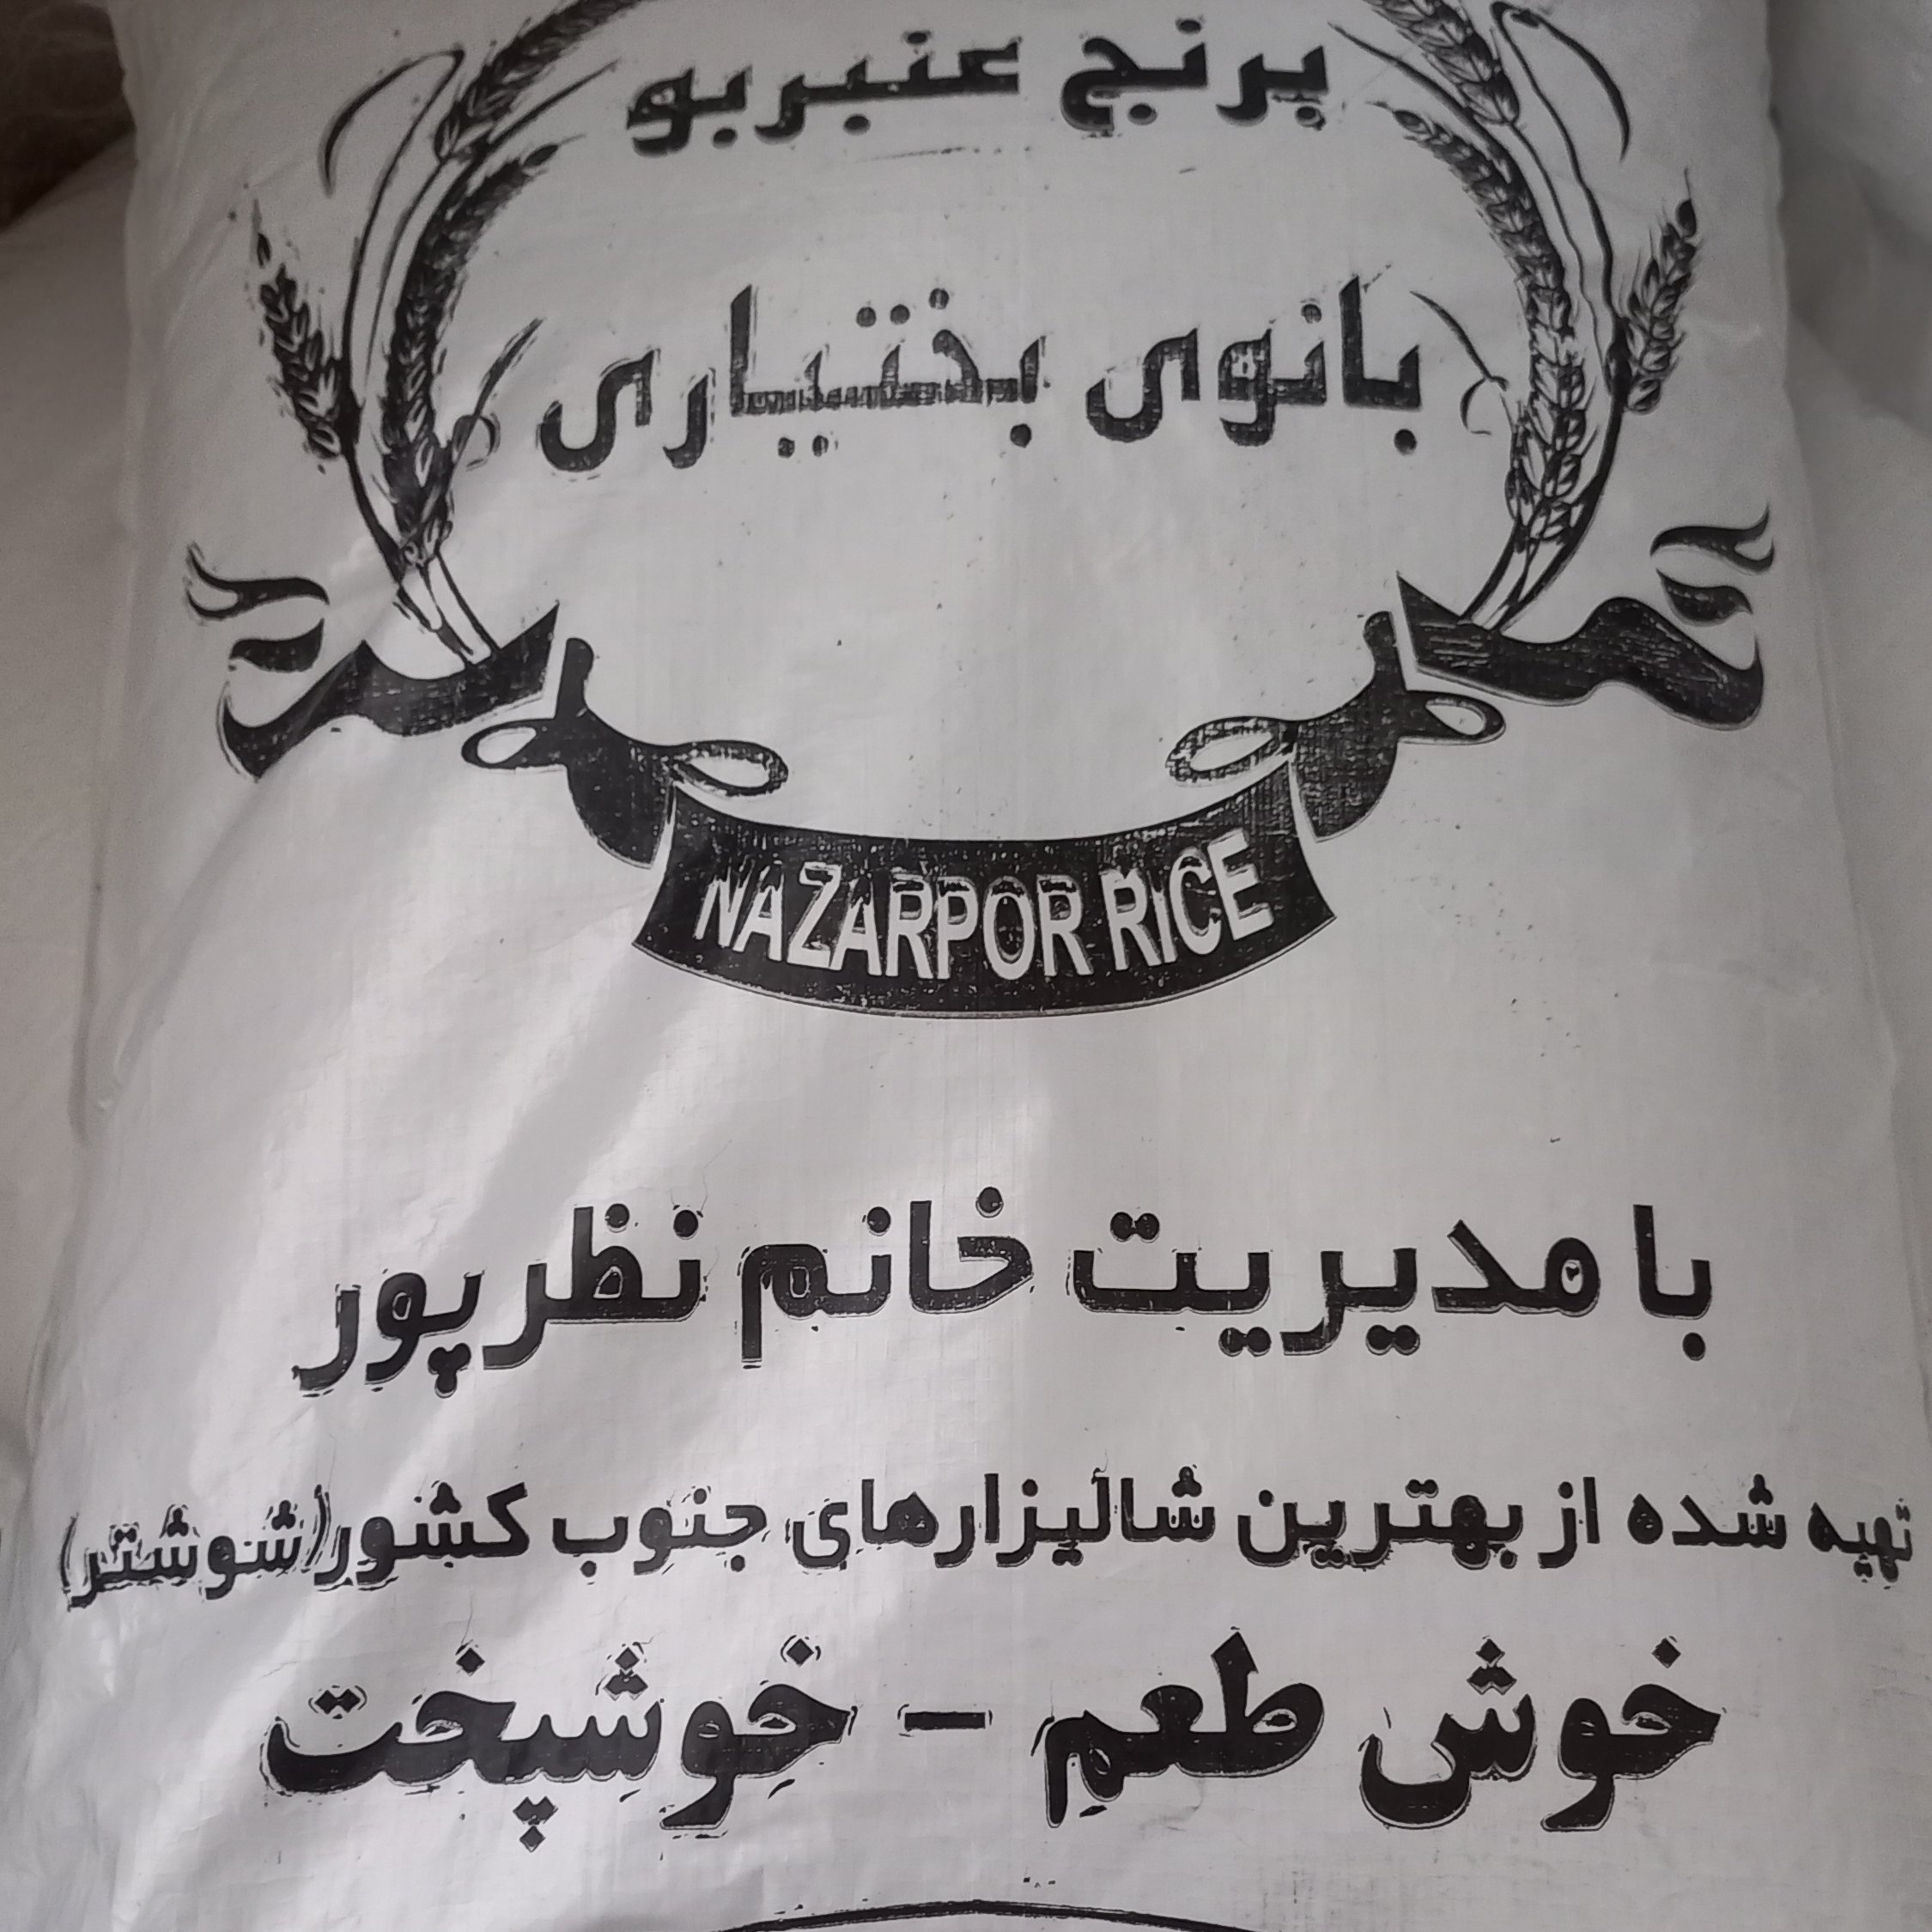 برنج عنبربو
بانوی بختیاری
NAZARPOR RICE
با مدیریت خانم نظرپور
تهیه شده از بهترین شالیزارهای جنوب کشور(شوشتر)
خوش طعم - خوشپخت